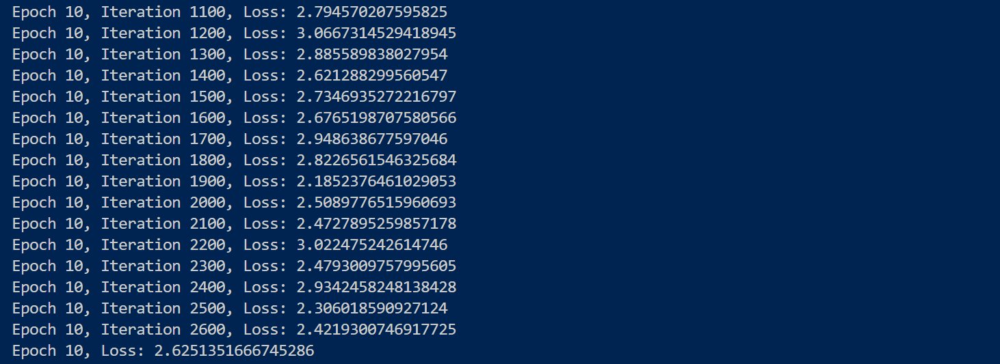 Epoch 10, Iteration 1100, Loss: 2.794570207595825
Epoch 10, Iteration 1200, Loss: 3.0667314529418945
Epoch 10, Iteration 1300, Loss: 2.885589838027954
Epoch 10, Iteration 1400, Loss: 2.621288299560547
Epoch 10, Iteration 1500, Loss: 2.7346935272216797
Epoch 10, Iteration 1600, Loss: 2.6765198707580566
Epoch 10, Iteration 1700, Loss: 2.948638677597046
Epoch 10, Iteration 1800, Loss: 2.8226561546325684
Epoch 10, Iteration 1900, Loss: 2.1852376461029053
Epoch 10, Iteration 2000, Loss: 2.5089776515960693
Epoch 10, Iteration 2100, Loss: 2.4727895259857178
Epoch 10, Iteration 2200, Loss: 3.022475242614746
Epoch 10, Iteration 2300, Loss: 2.4793009757995605
Epoch 10, Iteration 2400, Loss: 2.9342458248138428
Epoch 10, Iteration 2500, Loss: 2.306018590927124
Epoch 10, Iteration 2600, Loss: 2.4219300746917725
Epoch 10, Loss: 2.6251351666745286